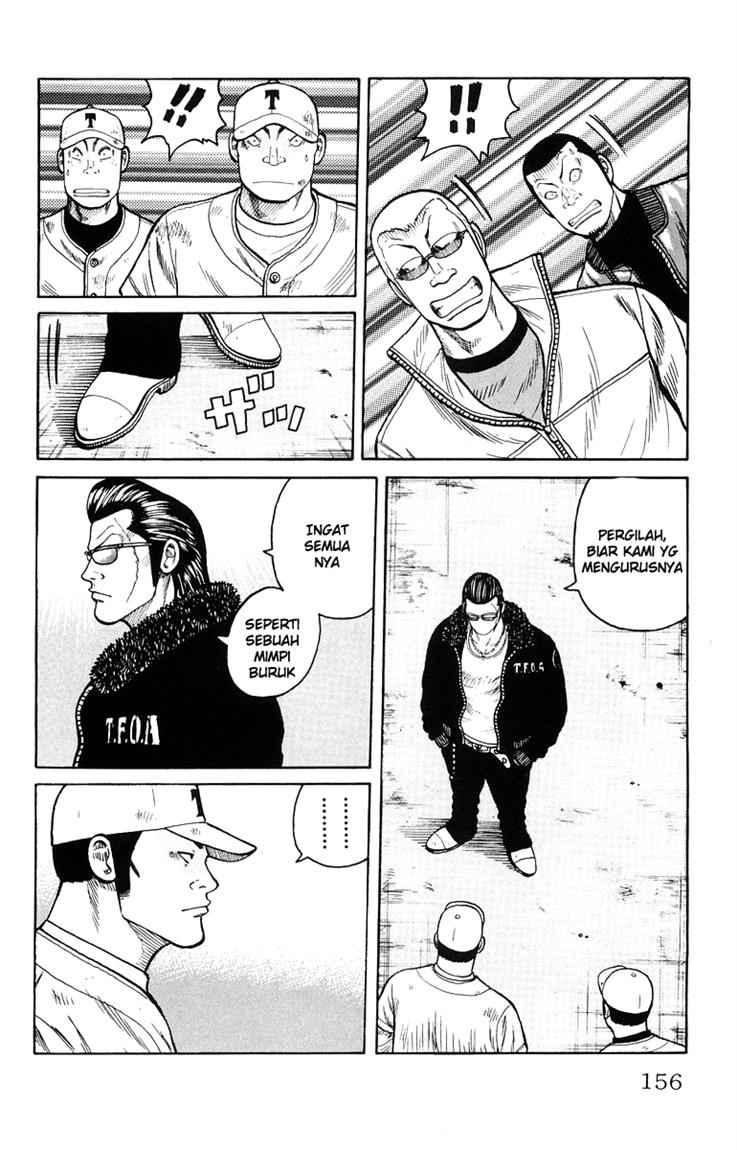 !!
!!
T
T
ザッ
PERGILAH,
BIAR KAMI YG
MENGURUSNYA
T.F.O.A
INGAT
SEMUA
NYA
SEPERTI
SEBUAH
MIMPI
BURUK
T.F.O.A
T
156